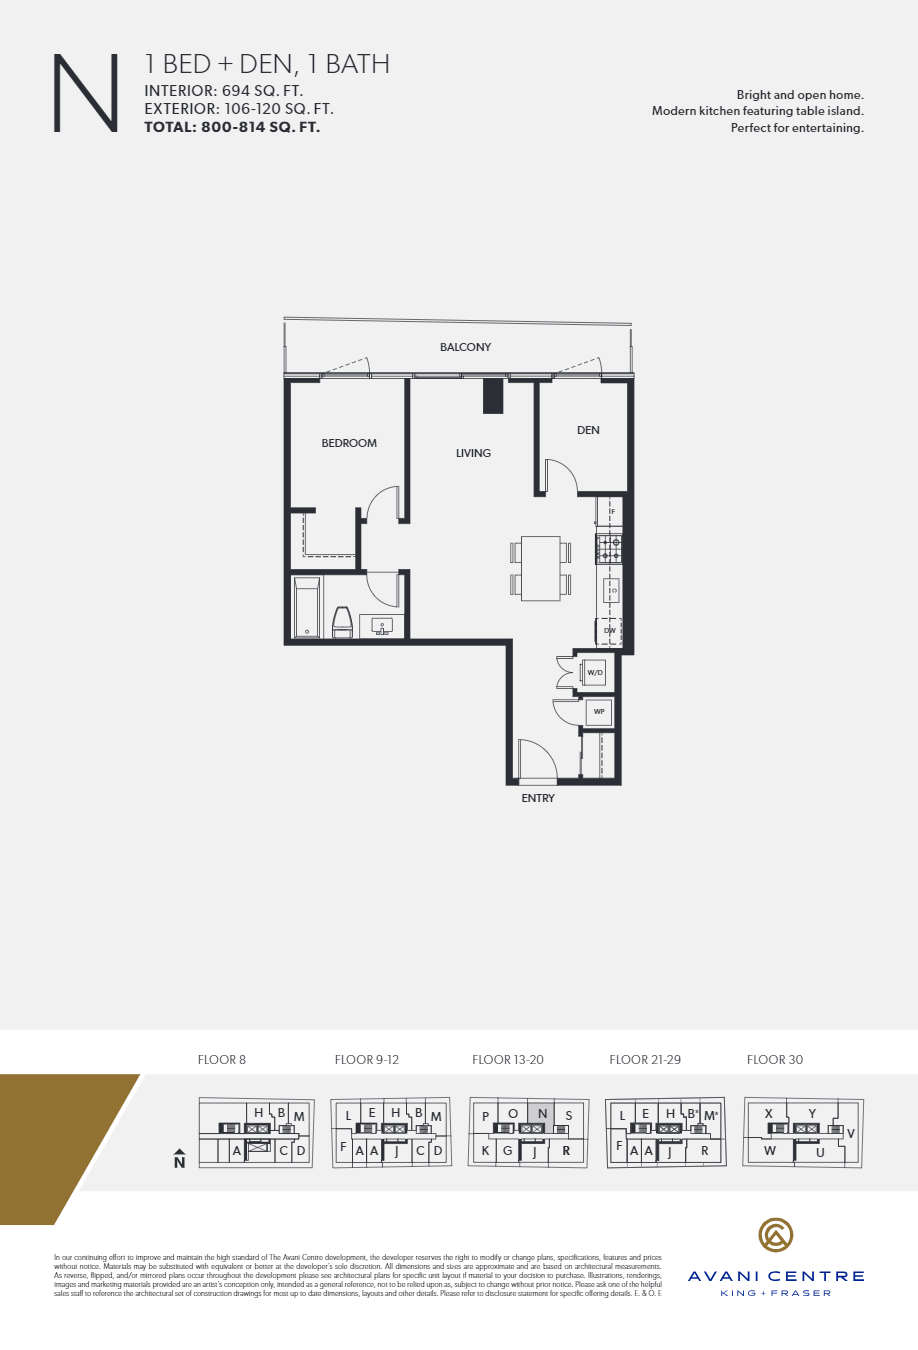 N
1 BED + DEN, 1 BATH
INTERIOR: 694 SQ. FT.
EXTERIOR: 106-120 SQ. FT.
TOTAL: 800-814 SQ. FT.
Bright and open home.
Modern kitchen featuring table island.
Perfect for entertaining.
BALCONY
BEDROOM
LIVING
DEN
F
DW
W/D
WP
ENTRY
FLOOR 8
FLOOR 9-12
FLOOR 13-20
FLOOR 21-29
FLOOR 30
H B M
A C D
L E H B M
F A A J C D
P O N S
K G J R
L E H B* M*
F A A J R
X Y
V
W U
N
In our continuing effort to improve and maintain the high standard of The Avani Centre development, the developer reserves the right to modify or change plans, specifications, features and prices
without notice. Materials may be substituted with equivalent or better at the developer's sole discretion. All dimensions and sizes are approximate and are based on architectural measurements.
As reverse, flipped, and/or mirrored plans occur throughout the development please see architectural plans for specific unit layout if material to your decision to purchase. Illustrations, renderings,
images and marketing materials provided are an artist's conception only, intended as a general reference, not to be relied upon as, subject to change without prior notice. Please ask one of the helpful
sales staff to reference the architectural set of construction drawings for most up to date dimensions, layouts and other details. Please refer to disclosure statement for specific offering details. E. & O. E
AVANI CENTRE
KING + FRASER